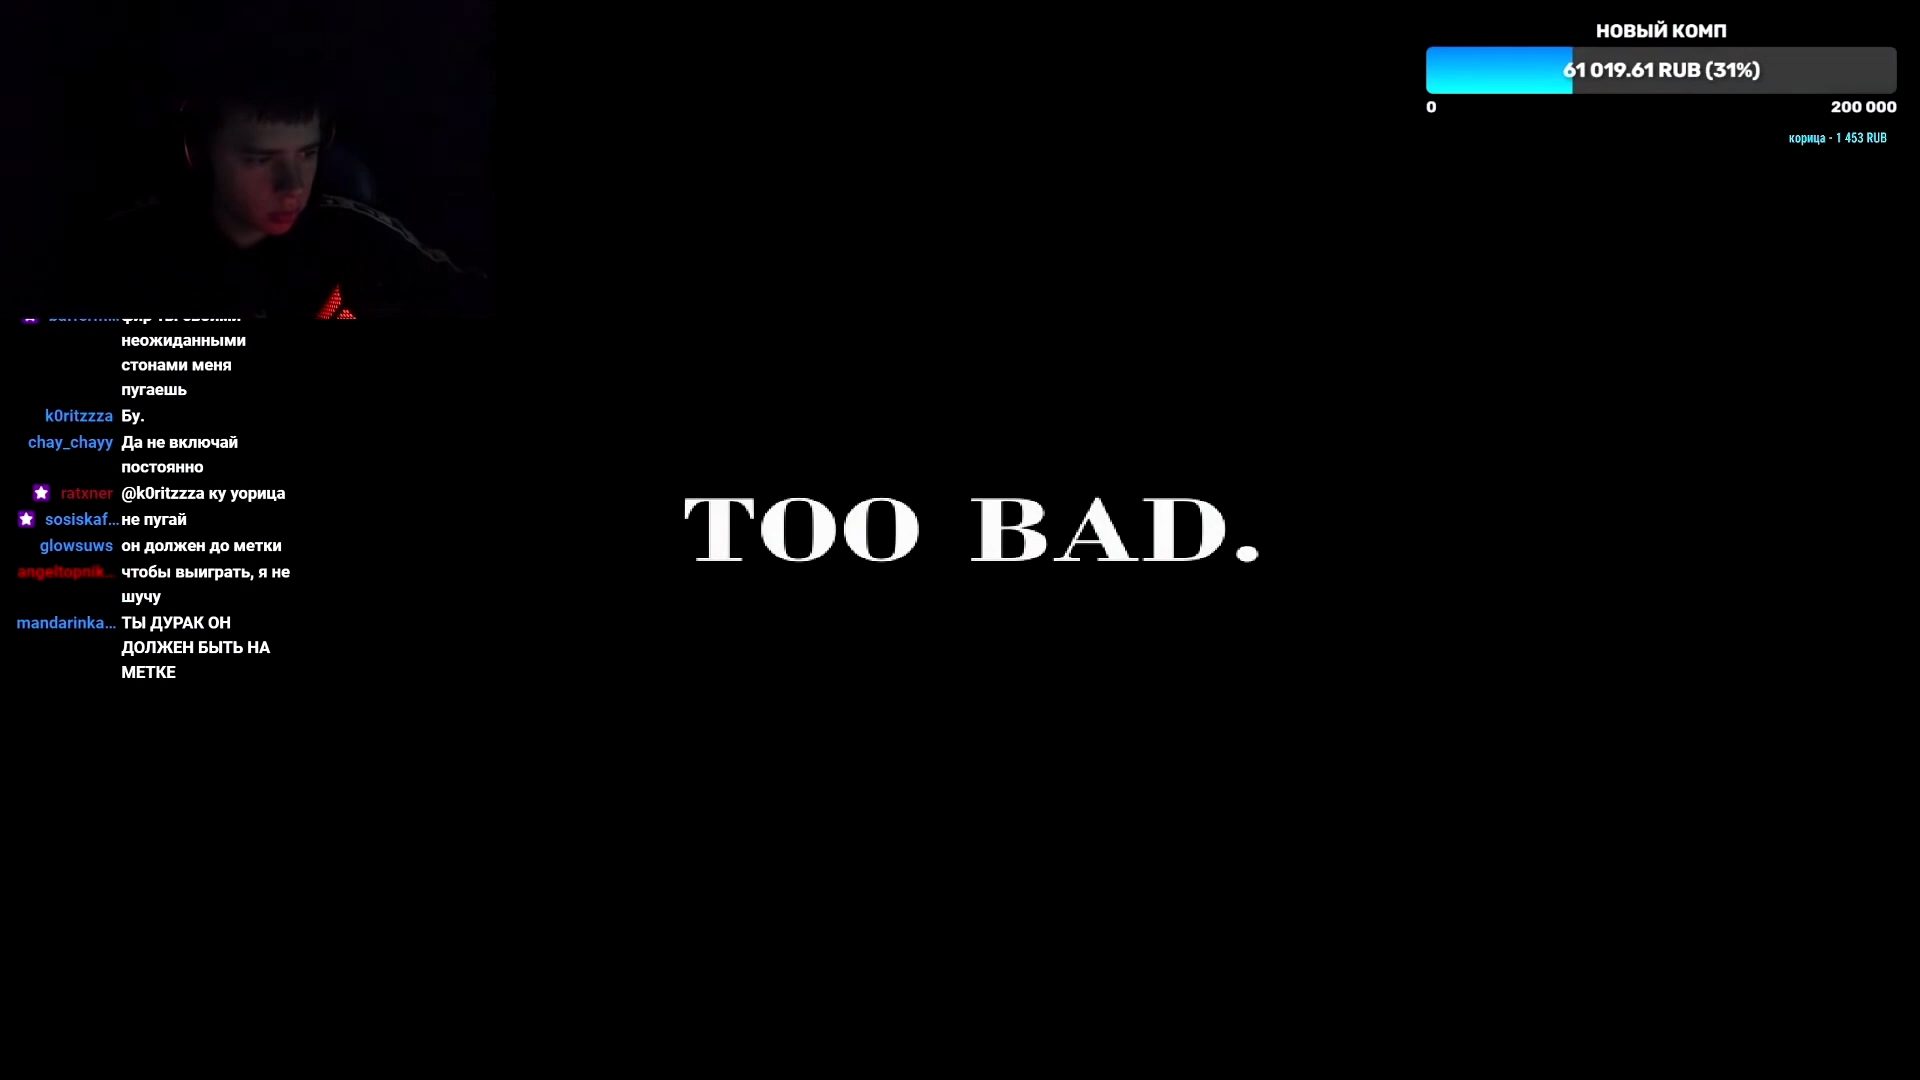 НОВЫЙ КОМП
61 019.61 RUB (31%)
0 200 000
корица - 1 453 RUB
неожиданными
стонами меня
пугаешь
k0ritzzza Бу.
chay_chayy Да не включай
постоянно
ratxner @k0ritzzza ку уорица
sosiskaf... не пугай
glowsuws он должен до метки
angeltopnik... чтобы выиграть, я не
шучу
mandarinka... ТЫ ДУРАК ОН
ДОЛЖЕН БЫТЬ НА
МЕТКЕ
TOO BAD.